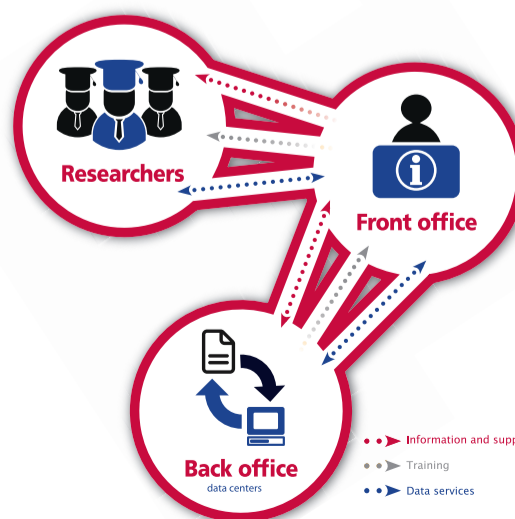 Researchers
Front office
Back office
data centers
Information and supp
Training
Data services